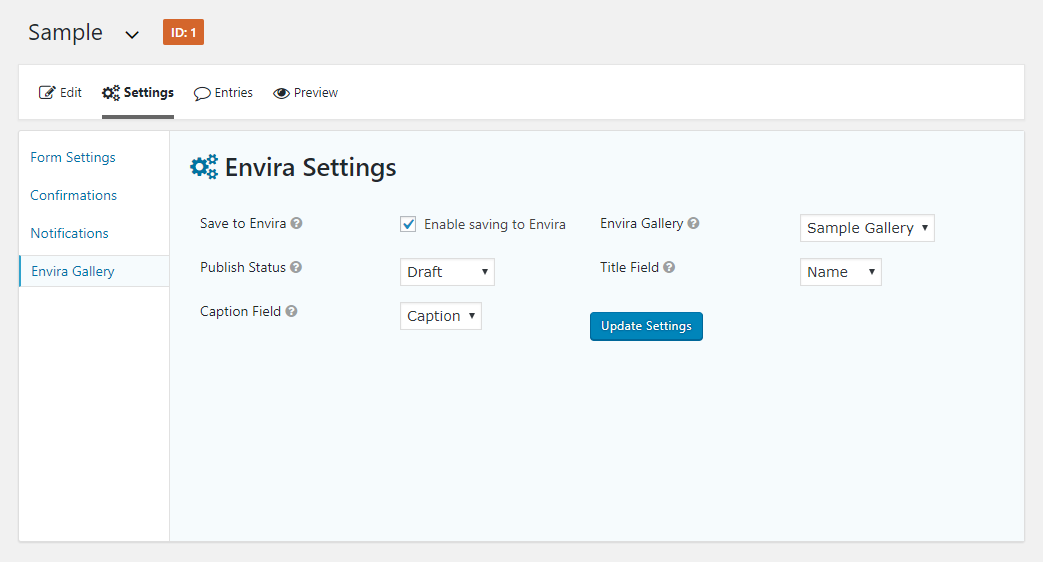 Sample ID: 1
Edit Settings Entries Preview
Form Settings
Confirmations
Notifications
Envira Gallery
Envira Settings
Save to Envira ? Enable saving to Envira Envira Gallery ? Sample Gallery
Publish Status ? Draft Title Field ? Name
Caption Field ? Caption Update Settings